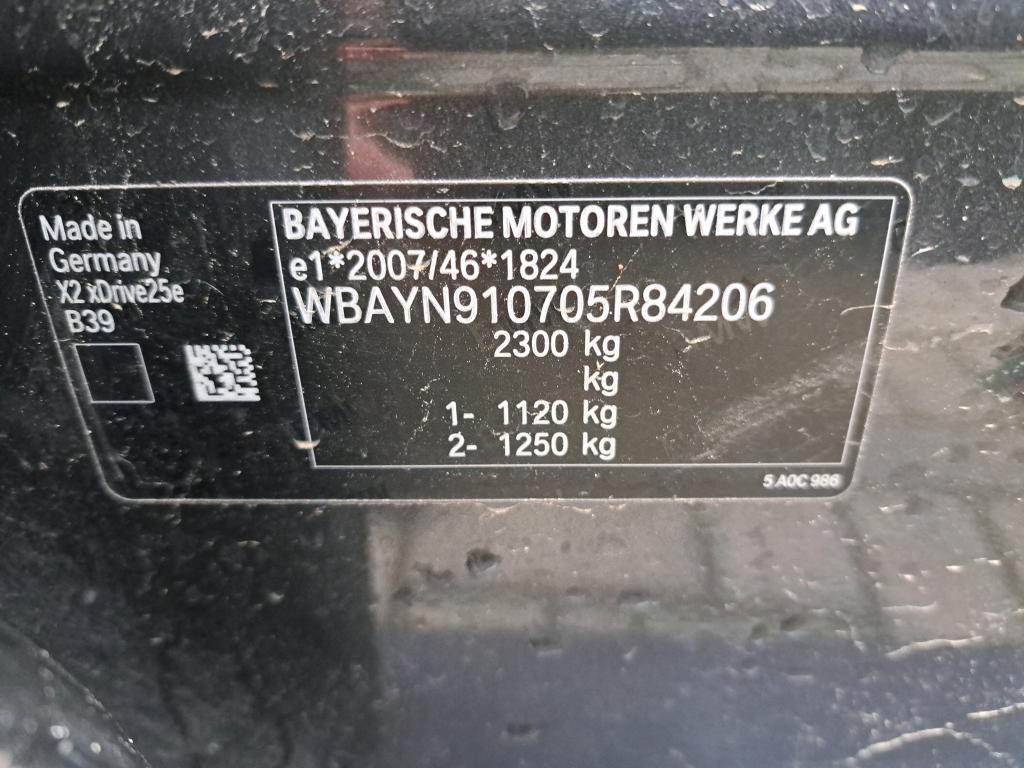 Made in
Germany
X2 xDrive25e
B39
BAYERISCHE MOTOREN WERKE AG
e1*2007/46*1824
WBAYN910705R84206
2300 kg
kg
1- 1120 kg
2- 1250 kg
5 A0C 986